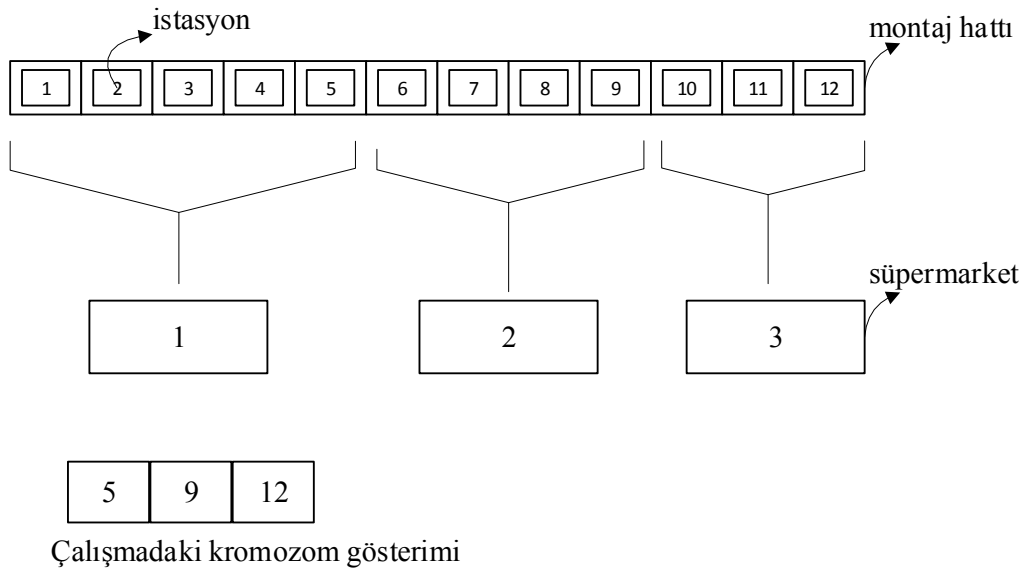 istasyon
montaj hattı
1 2 3 4 5 6 7 8 9 10 11 12
süpermarket
1 2 3
5 9 12
Çalışmadaki kromozom gösterimi